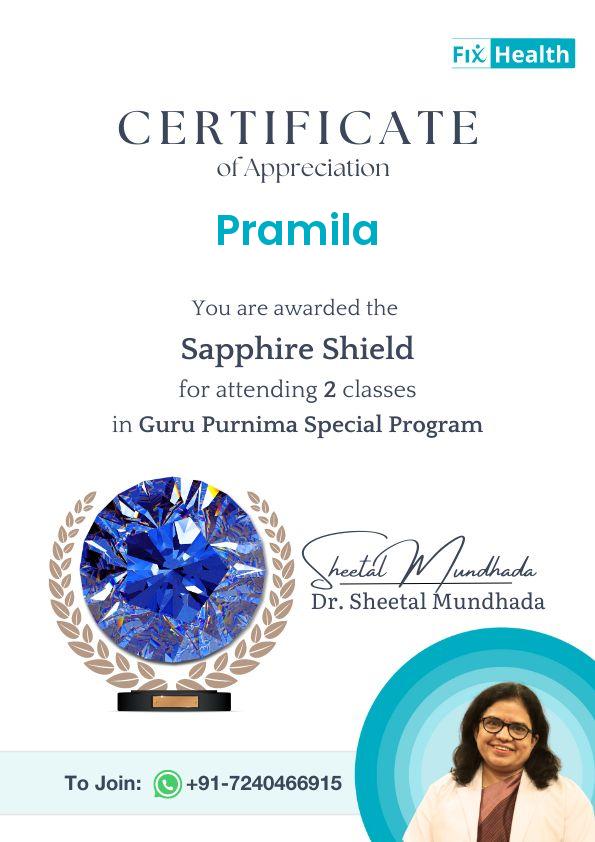 Fix Health
CERTIFICATE
of Appreciation
Pramila
You are awarded the
Sapphire Shield
for attending 2 classes
in Guru Purnima Special Program
Sheetal Mundhada
Dr. Sheetal Mundhada
To Join: +91-7240466915